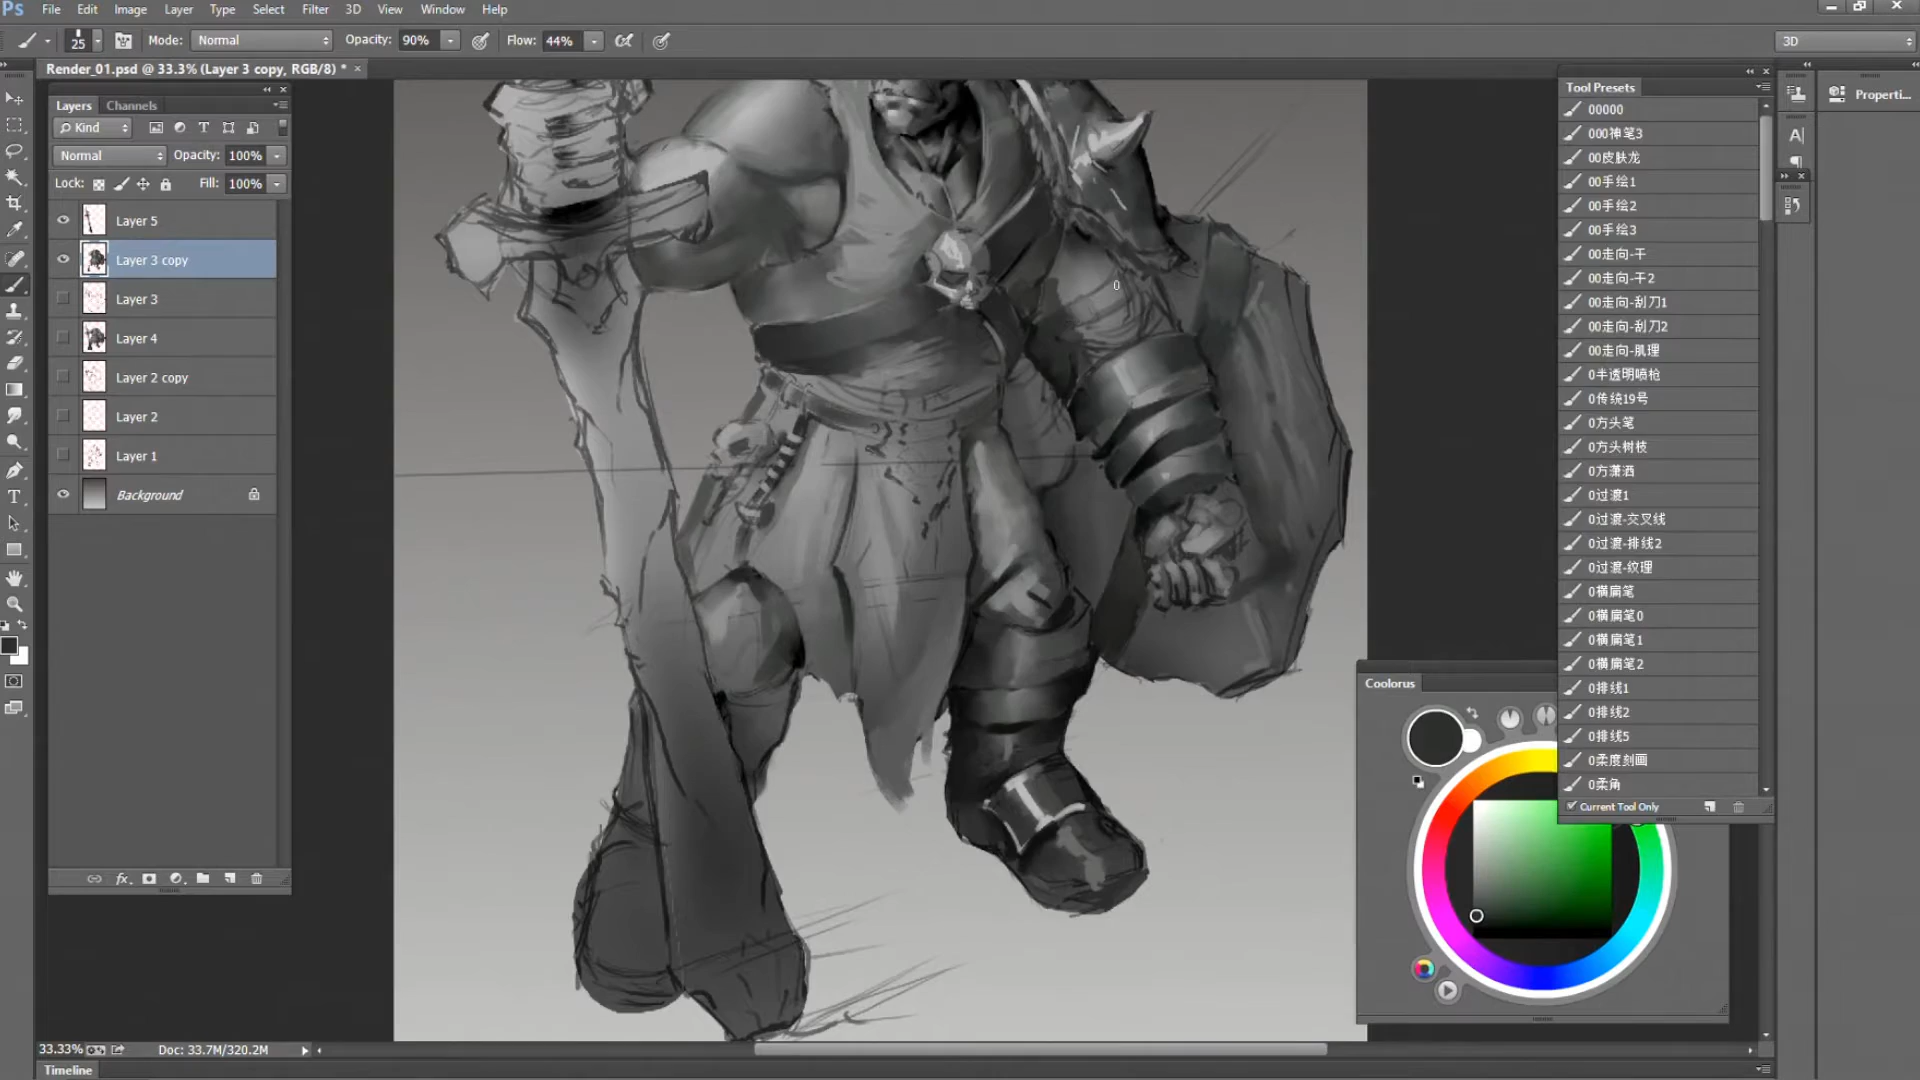 Ps File Edit Image Layer Type Select Filter 3D View Window Help
25 Mode: Normal Opacity: 90% Flow: 44% 3D
Render_01.psd @ 33.3% (Layer 3 copy, RGB/8) * ×
Layers Channels
Kind
Normal Opacity: 100%
Lock: Fill: 100%
Layer 5
Layer 3 copy
Layer 3
Layer 4
Layer 2 copy
Layer 2
Layer 1
Background
Tool Presets
00000
000神笔3
00皮肤龙
00手绘1
00手绘2
00手绘3
00走向-干
00走向-干2
00走向-刮刀1
00走向-刮刀2
00走向-肌理
0半透明喷枪
0传统19号
0方头笔
0方头树枝
0方潇洒
0过渡1
0过渡-交叉线
0过渡-排线2
0过渡-纹理
0横扁笔
0横扁笔0
0横扁笔1
0横扁笔2
0排线1
0排线2
0排线5
0柔度刻画
0柔角
Current Tool Only
Properti...
A
Coolorus
33.33% Doc: 33.7M/320.2M
Timeline